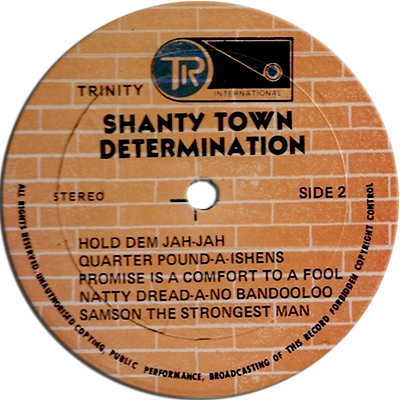 TRINITY
TR
INTERNATIONAL
SHANTY TOWN
DETERMINATION
STEREO
SIDE 2
HOLD DEM JAH-JAH
QUARTER POUND-A-ISHENS
PROMISE IS A COMFORT TO A FOOL
NATTY DREAD-A-NO BANDOOLOO
SAMSON THE STRONGEST MAN
ALL RIGHTS RESERVED. UNAUTHORISED COPYING, PUBLIC PERFORMANCE, BROADCASTING OF THIS RECORD FORBIDDEN COPYRIGHT CONTROL